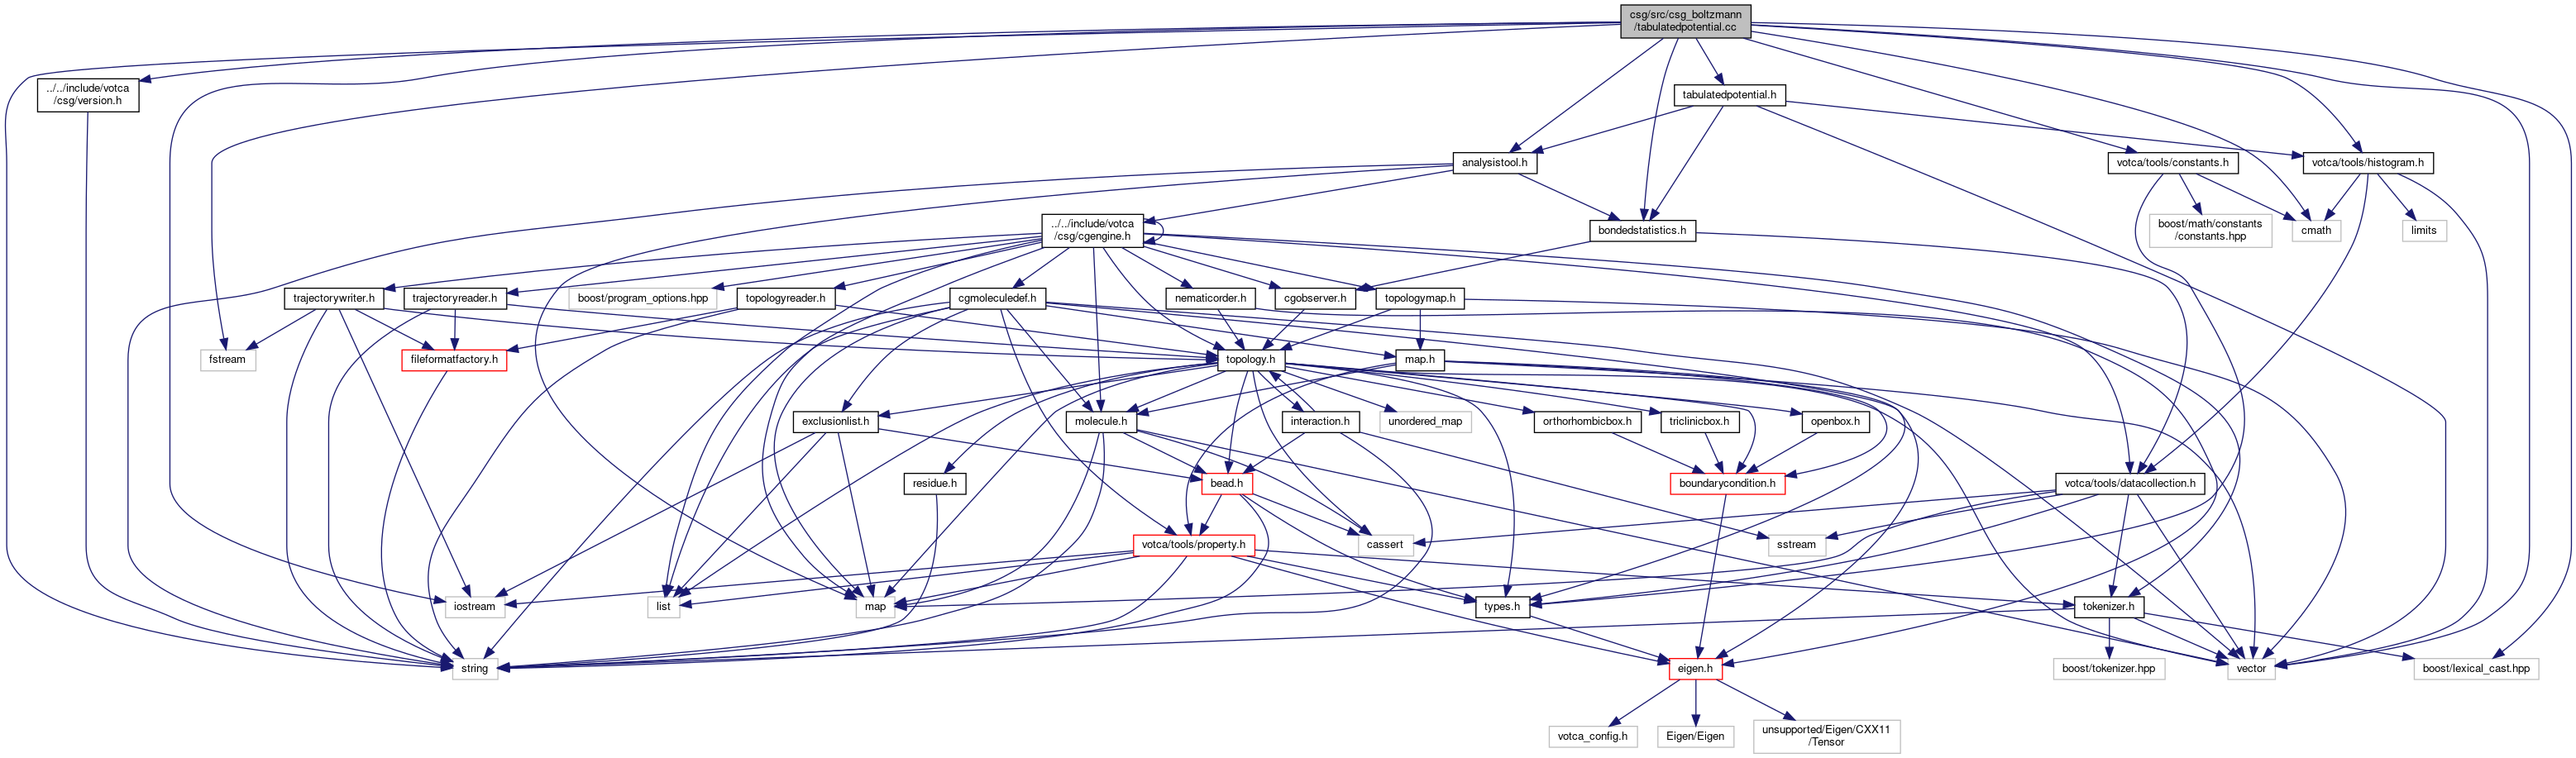 csg/src/csg_boltzmann
/tabulatedpotential.cc
../../include/votca
/csg/version.h
tabulatedpotential.h
analysistool.h
votca/tools/constants.h
votca/tools/histogram.h
../../include/votca
/csg/cgengine.h
bondedstatistics.h
boost/math/constants
/constants.hpp
cmath
limits
trajectorywriter.h
trajectoryreader.h
boost/program_options.hpp
topologyreader.h
cgmoleculedef.h
nematicorder.h
cgobserver.h
topologymap.h
fstream
fileformatfactory.h
topology.h
map.h
exclusionlist.h
molecule.h
interaction.h
unordered_map
orthorhombicbox.h
triclinicbox.h
openbox.h
residue.h
bead.h
boundarycondition.h
votca/tools/datacollection.h
votca/tools/property.h
cassert
sstream
iostream
list
map
types.h
tokenizer.h
string
eigen.h
boost/tokenizer.hpp
vector
boost/lexical_cast.hpp
votca_config.h
Eigen/Eigen
unsupported/Eigen/CXX11
/Tensor